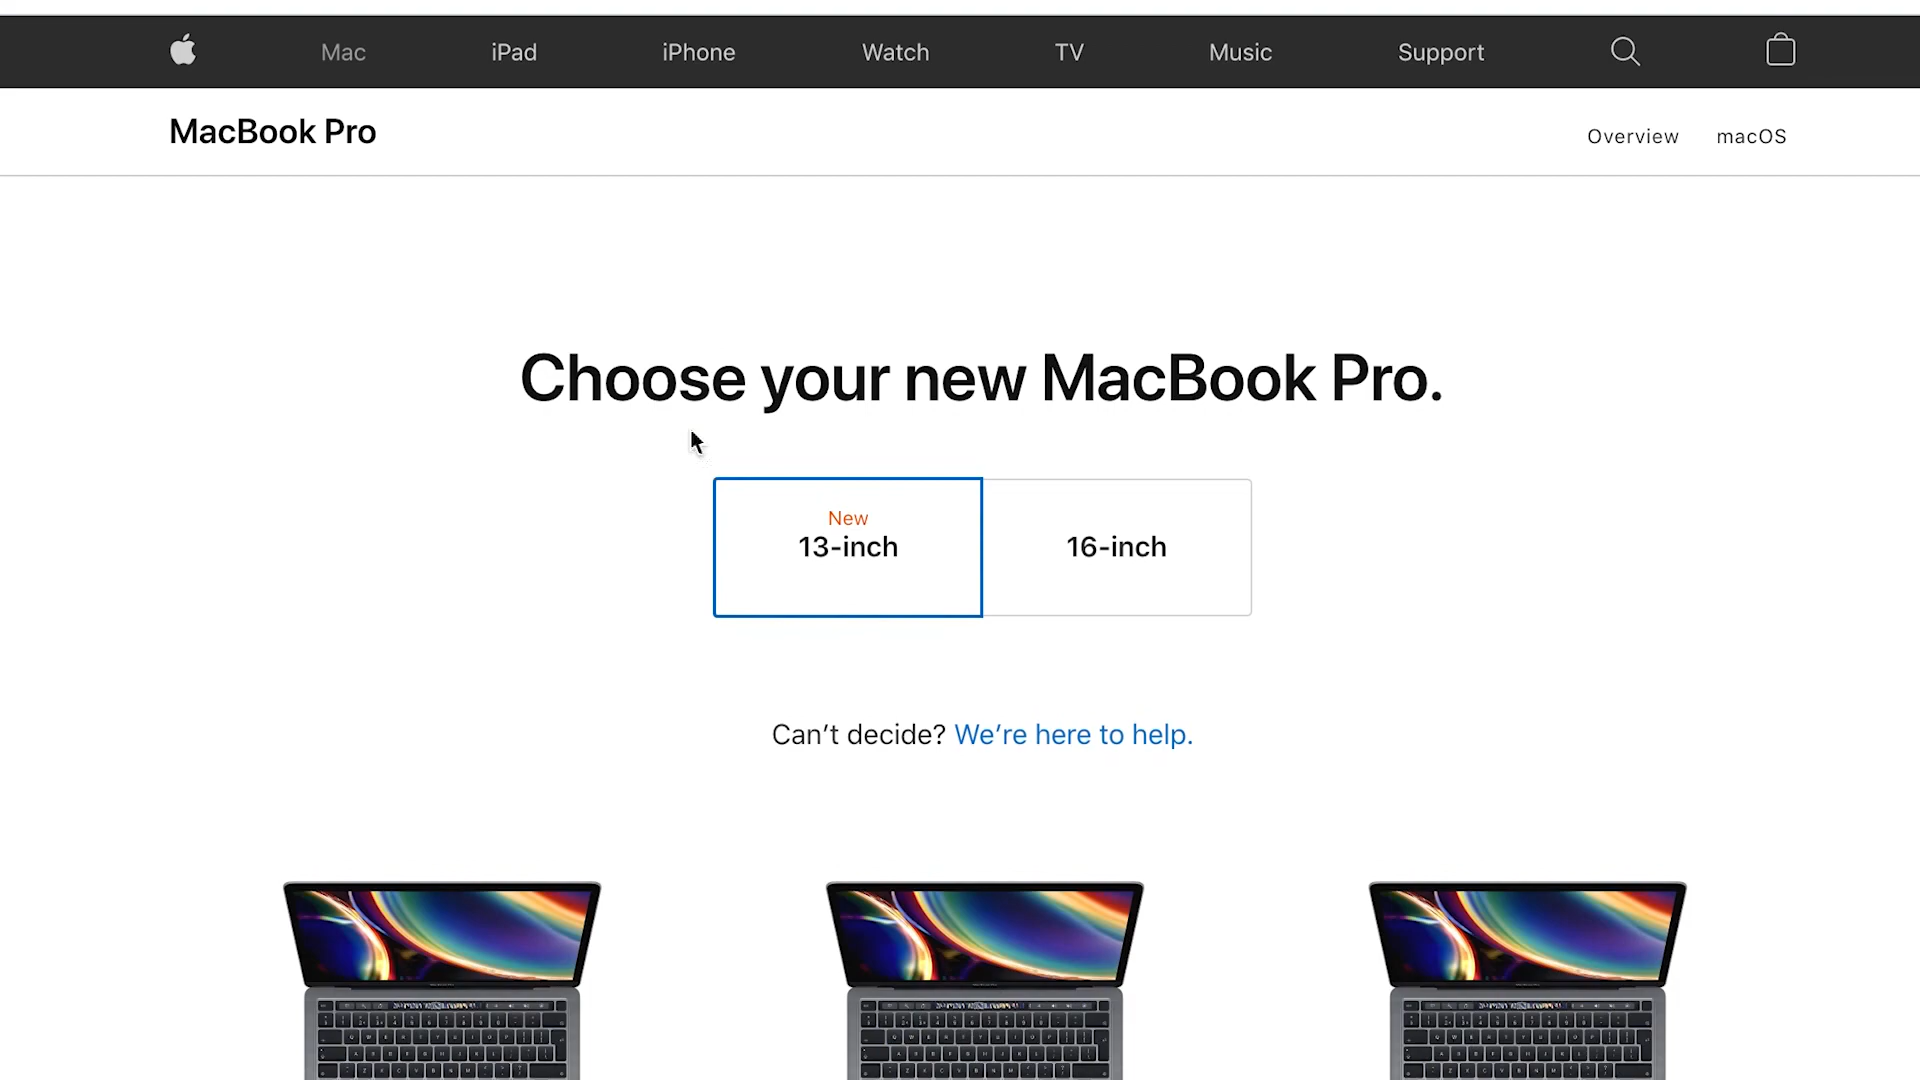 Mac iPad iPhone Watch TV Music Support
MacBook Pro
Overview macOS
Choose your new MacBook Pro.
New
13-inch
16-inch
Can’t decide? We’re here to help.